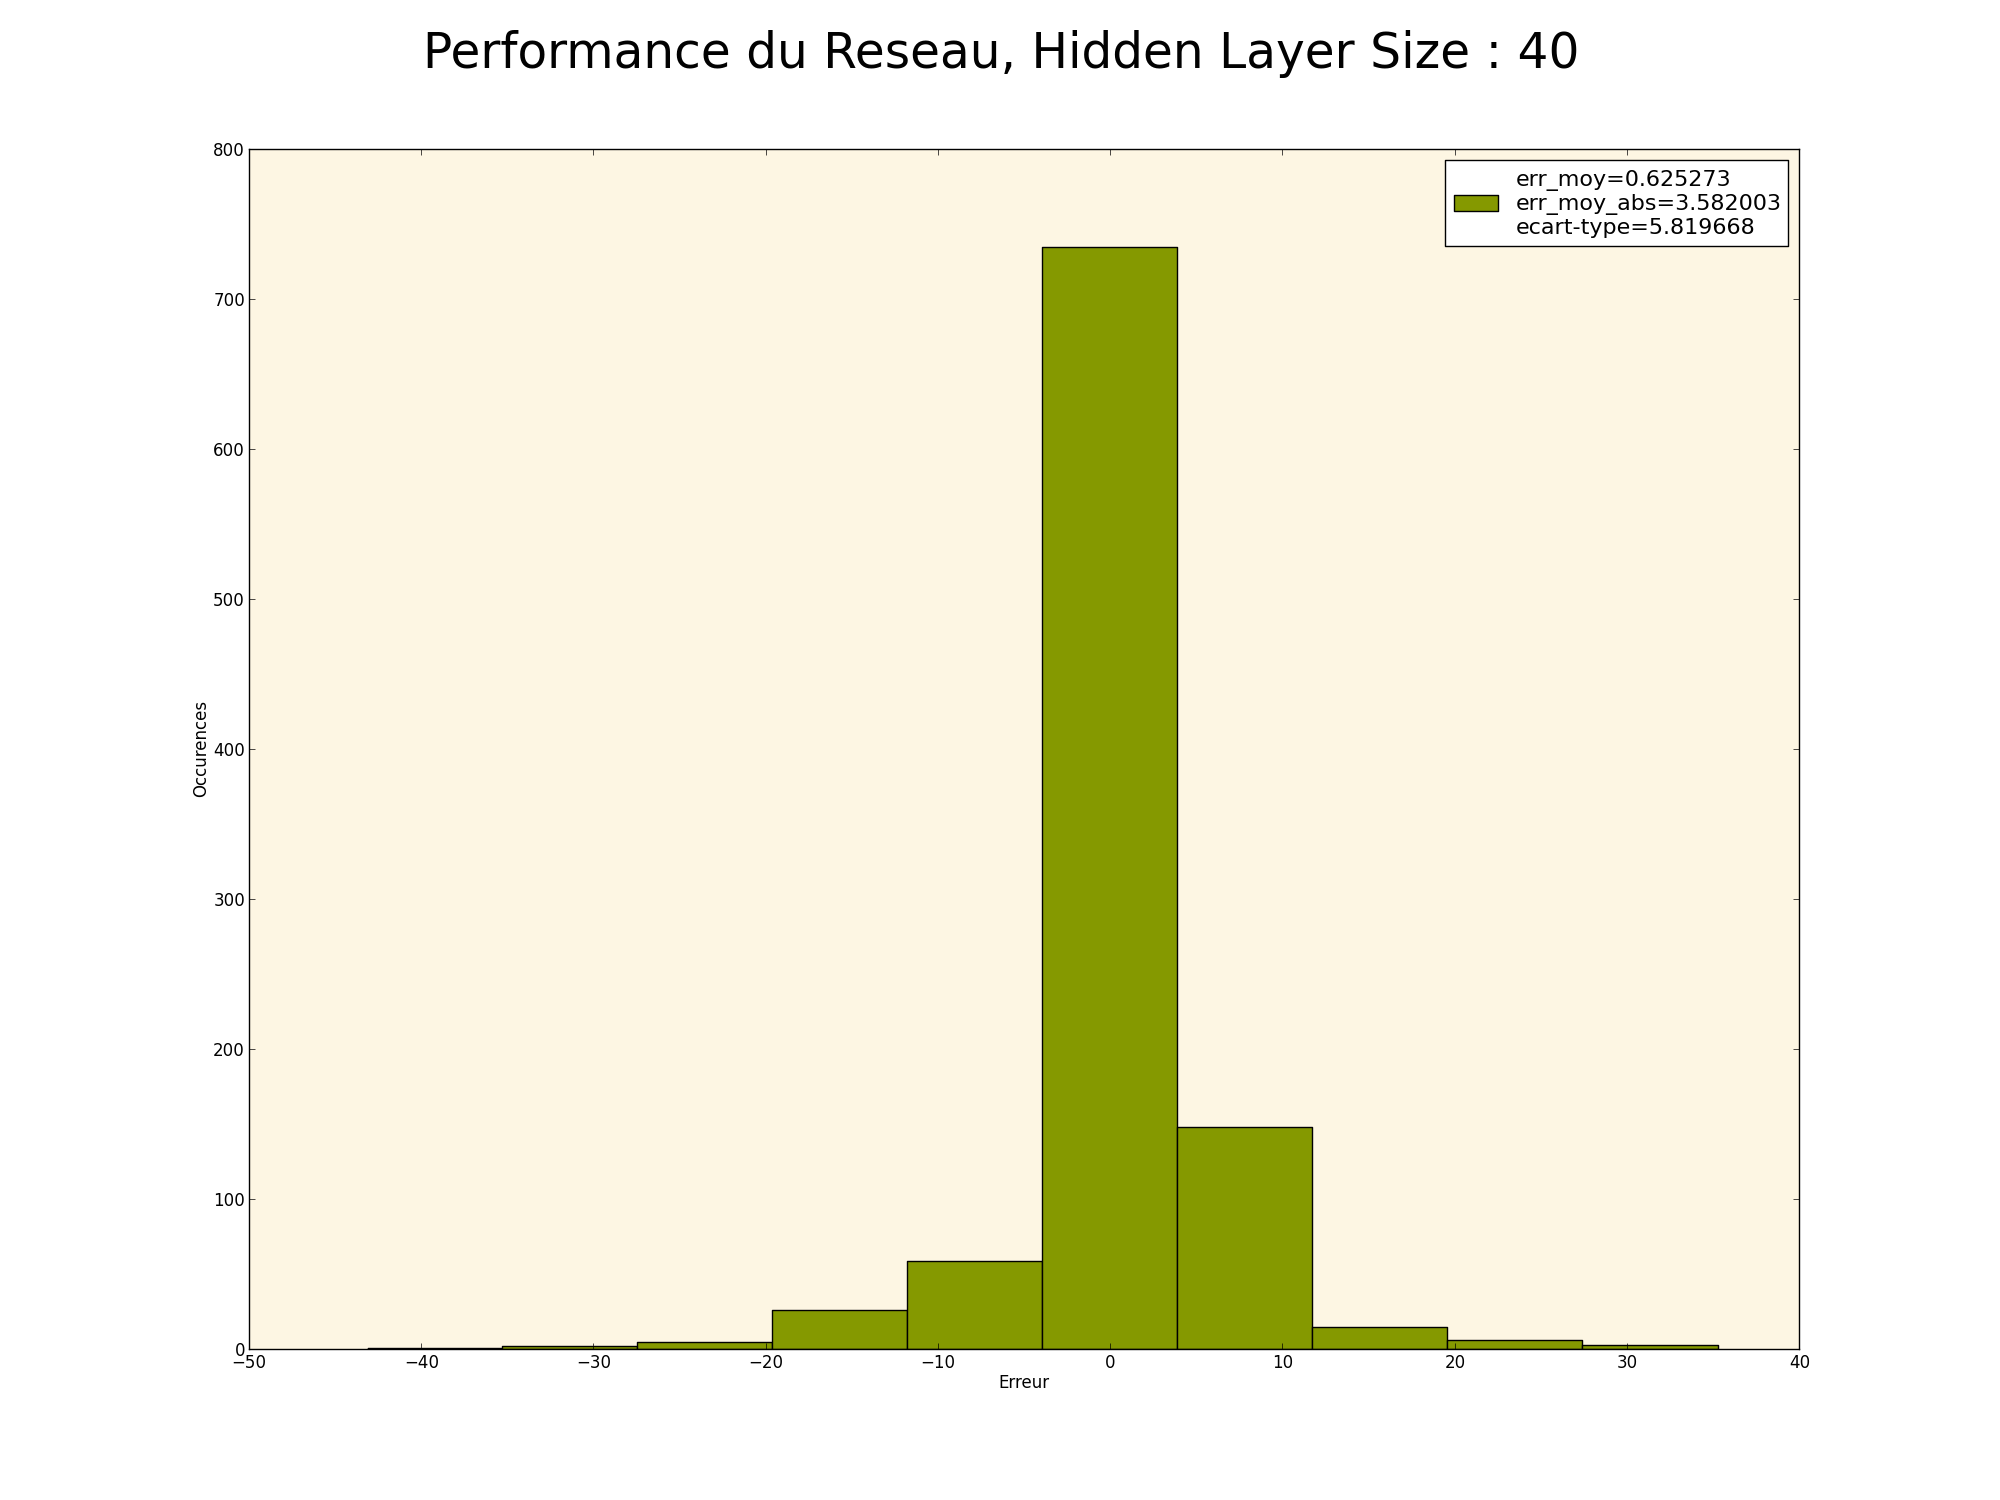 Performance du Reseau, Hidden Layer Size : 40
800
700
600
500
400
300
200
100
0
Occurences
err_moy=0.625273
err_moy_abs=3.582003
ecart-type=5.819668
−50 −40 −30 −20 −10 0 10 20 30 40
Erreur